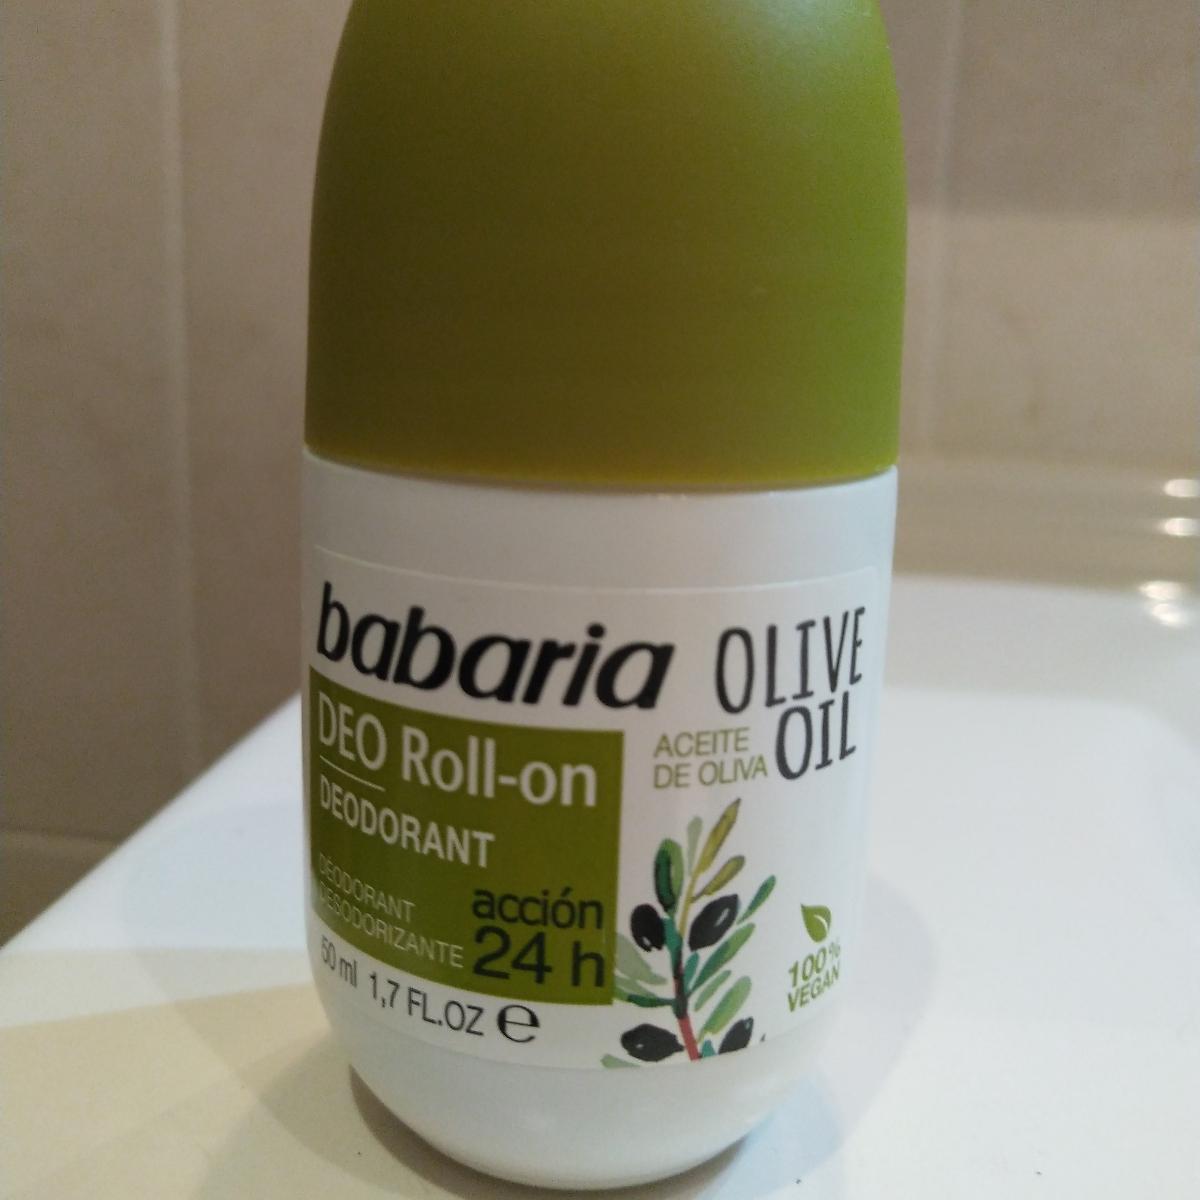 babaria
OLIVE
OIL
ACEITE
DE OLIVA
DEO Roll-on
DEODORANT
DÉODORANT
DESODORIZANTE
acción
24 h
50 ml 1,7 FL.OZ e
100%
VEGAN